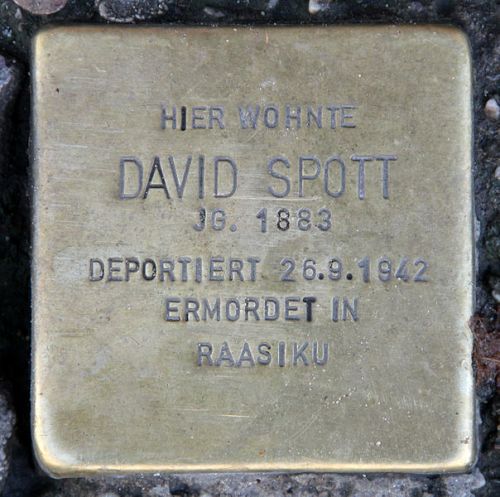 HIER WOHNTE
DAVID SPOTT
JG. 1883
DEPORTIERT 26.9.1942
ERMORDET IN
RAASIKU